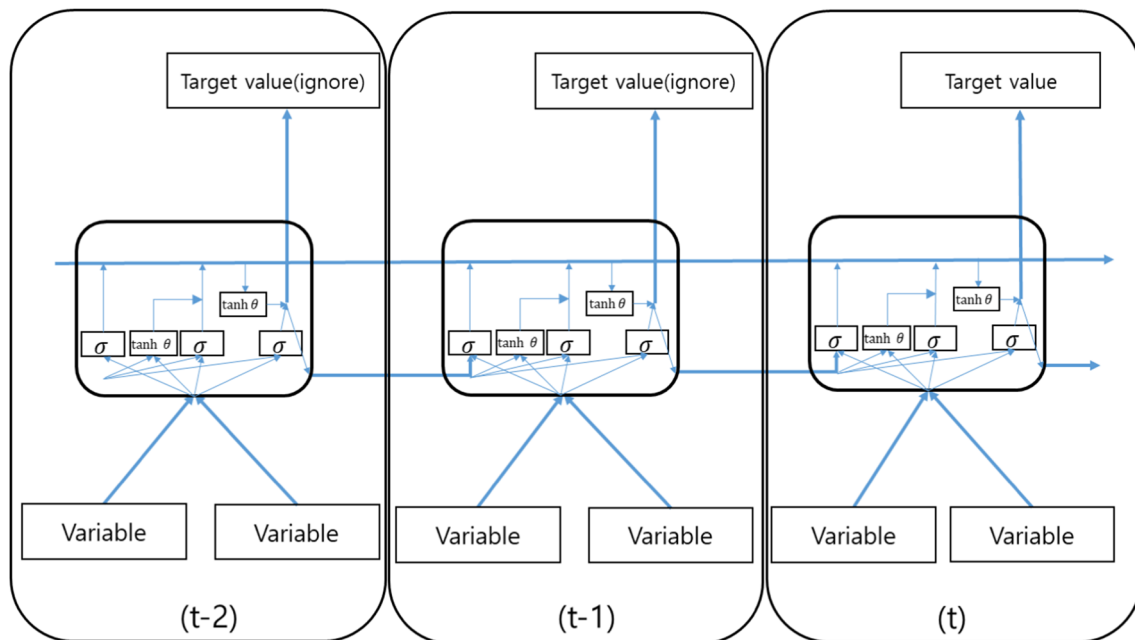 Target value(ignore)
Target value(ignore)
Target value
tanh θ
tanh θ
tanh θ
σ
tanh θ
σ
σ
σ
tanh θ
σ
σ
σ
tanh θ
σ
σ
Variable
Variable
Variable
Variable
Variable
Variable
(t-2)
(t-1)
(t)